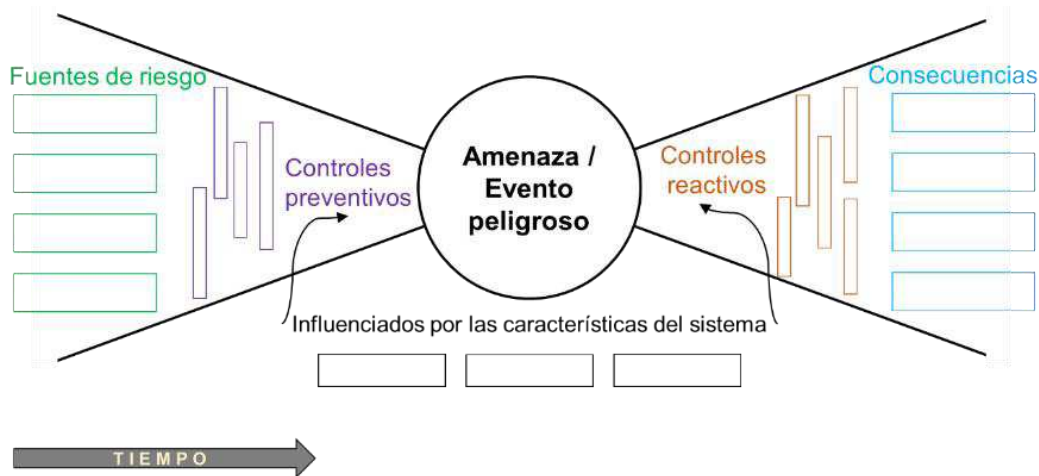 Fuentes de riesgo
Consecuencias
Controles
preventivos
Amenaza /
Evento
peligroso
Controles
reactivos
Influenciados por las características del sistema
TIEMPO